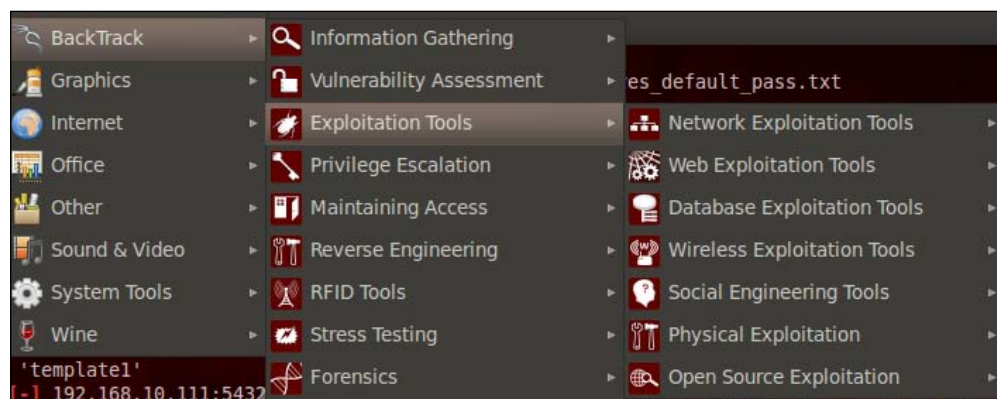 BackTrack
Graphics
Internet
Office
Other
Sound & Video
System Tools
Wine
Information Gathering
Vulnerability Assessment
Exploitation Tools
Privilege Escalation
Maintaining Access
Reverse Engineering
RFID Tools
Stress Testing
Forensics
Network Exploitation Tools
Web Exploitation Tools
Database Exploitation Tools
Wireless Exploitation Tools
Social Engineering Tools
Physical Exploitation
Open Source Exploitation
es_default_pass.txt
'template1'
[-] 192.168.10.111:5432